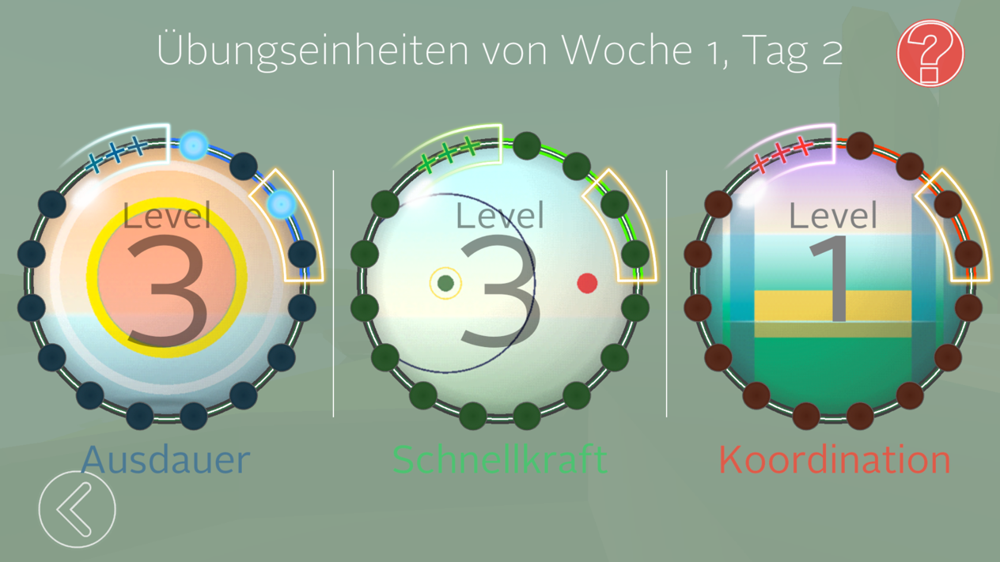 Übungseinheiten von Woche 1, Tag 2
?
+++
+++
+++
Level
3
Level
3
Level
1
Ausdauer
Schnellkraft
Koordination